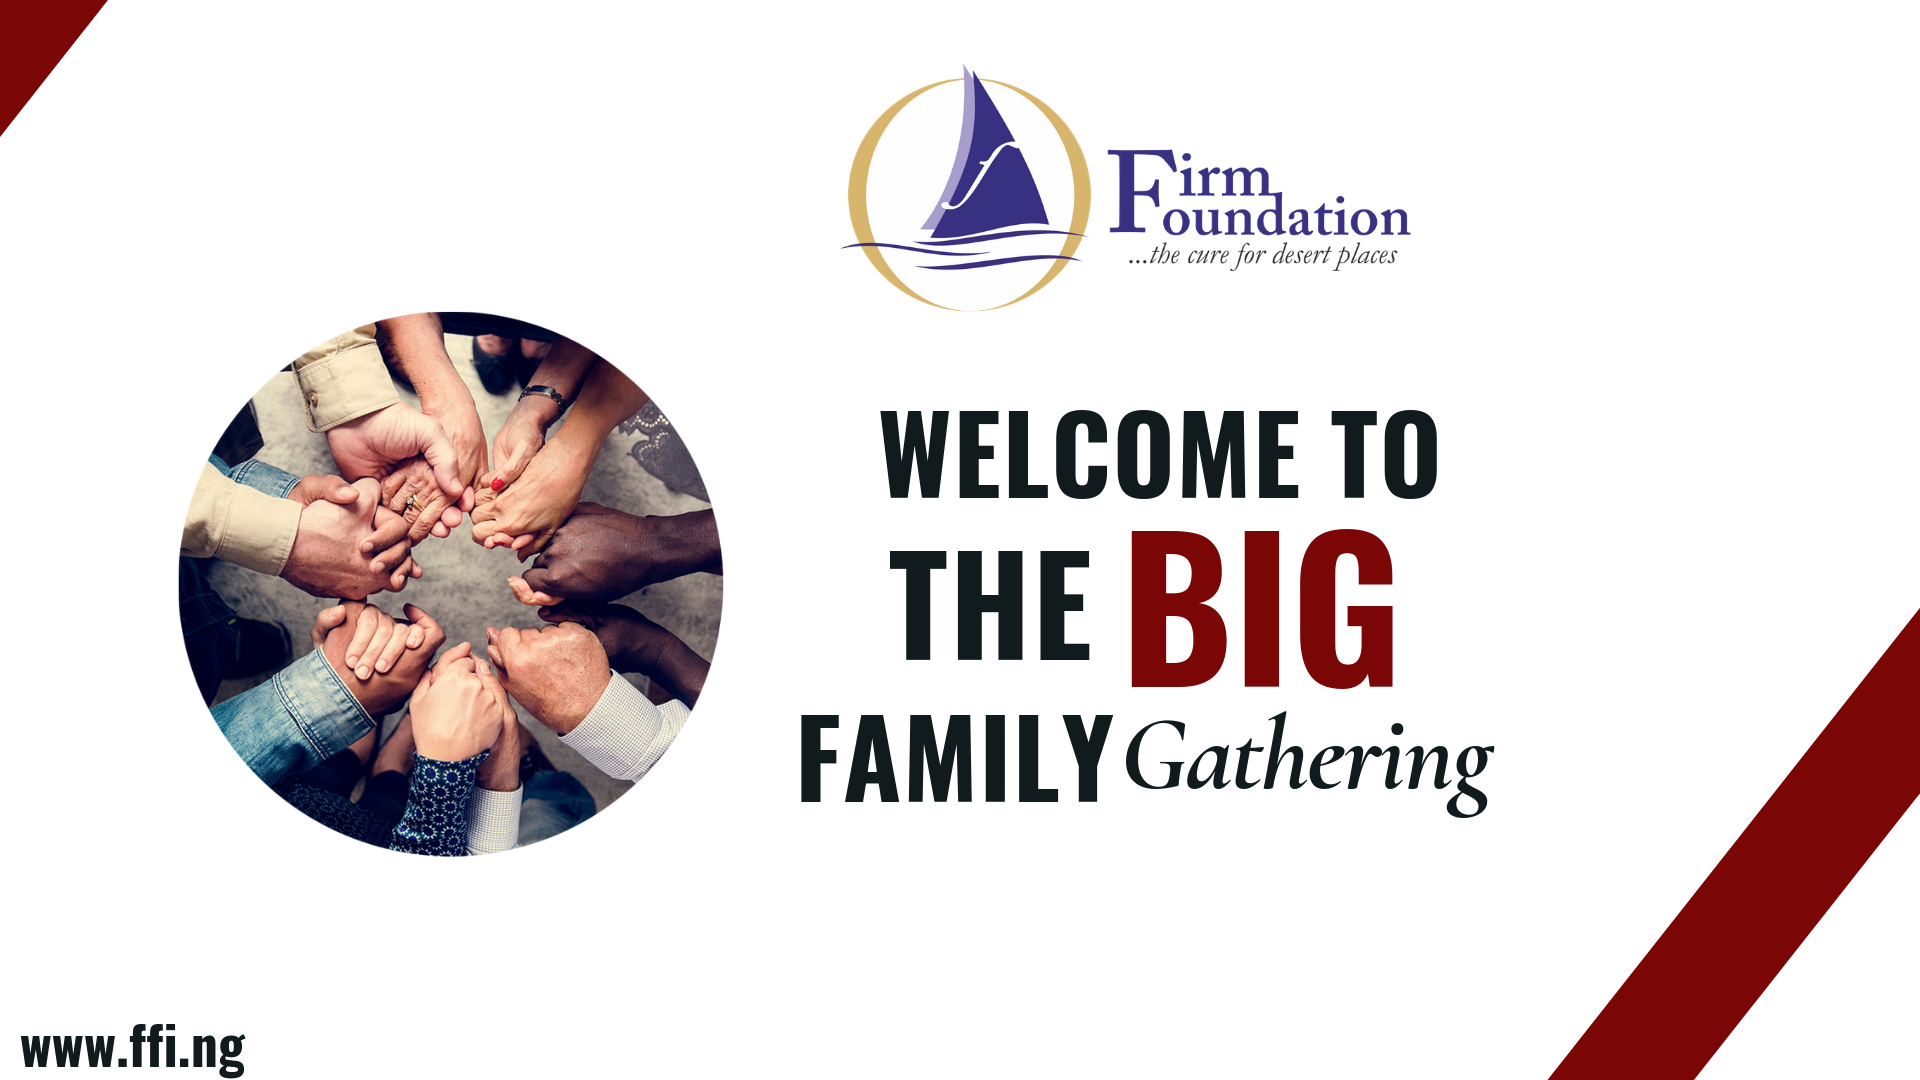 Firm
Foundation
...the cure for desert places
WELCOME TO
THE BIG
FAMILY Gathering
www.ffi.ng